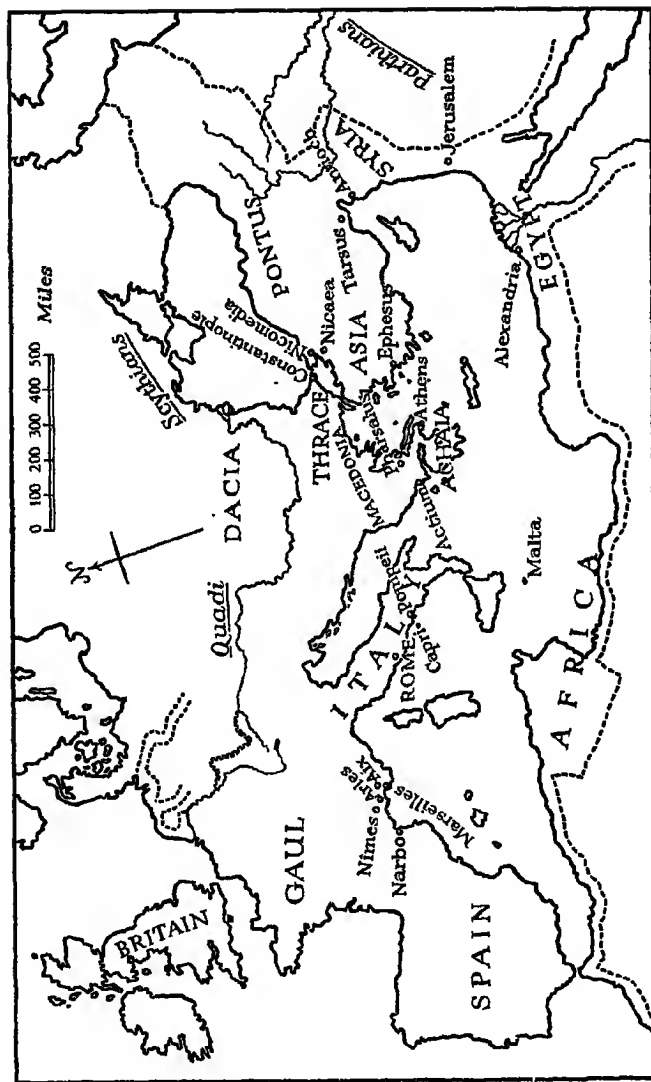 Miles
0 100 200 300 400 500
N
Scythians
Parthians
Quadi
DACIA
PONTUS
Constantinople
Nicomedia
Nicaea
THRACE
MACEDONIA
ASIA
Pharsalus
Ephesus
Athens
ACHAIA
Actium
Tarsus
Antioch
SYRIA
Jerusalem
Alexandria
EGYPT
BRITAIN
GAUL
Nîmes
Arles
Aix
Narbo
Marseilles
ITALY
ROME
Capri
Pompeii
Malta
SPAIN
AFRICA